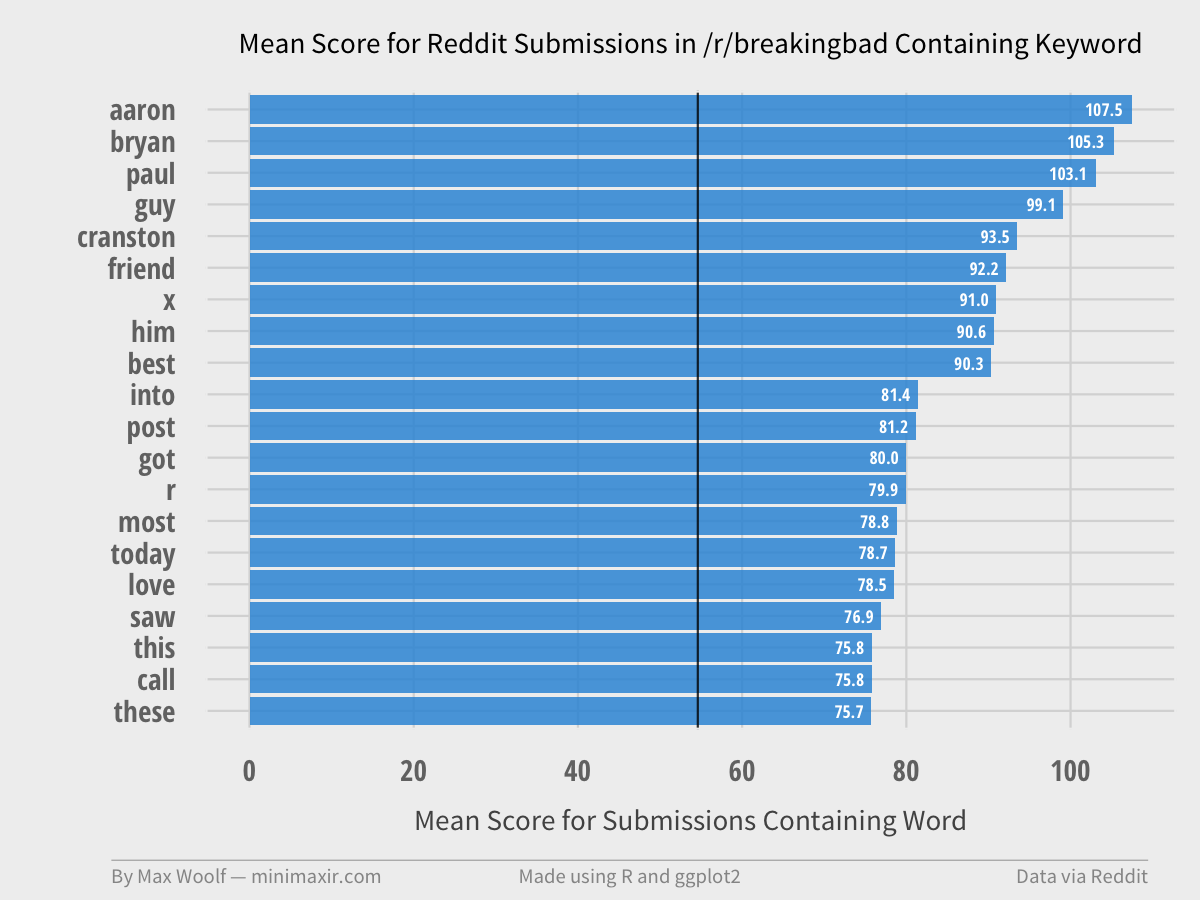 Mean Score for Reddit Submissions in /r/breakingbad Containing Keyword
aaron 107.5
bryan 105.3
paul 103.1
guy 99.1
cranston 93.5
friend 92.2
x 91.0
him 90.6
best 90.3
into 81.4
post 81.2
got 80.0
r 79.9
most 78.8
today 78.7
love 78.5
saw 76.9
this 75.8
call 75.8
these 75.7
0 20 40 60 80 100
Mean Score for Submissions Containing Word
By Max Woolf — minimaxir.com Made using R and ggplot2 Data via Reddit